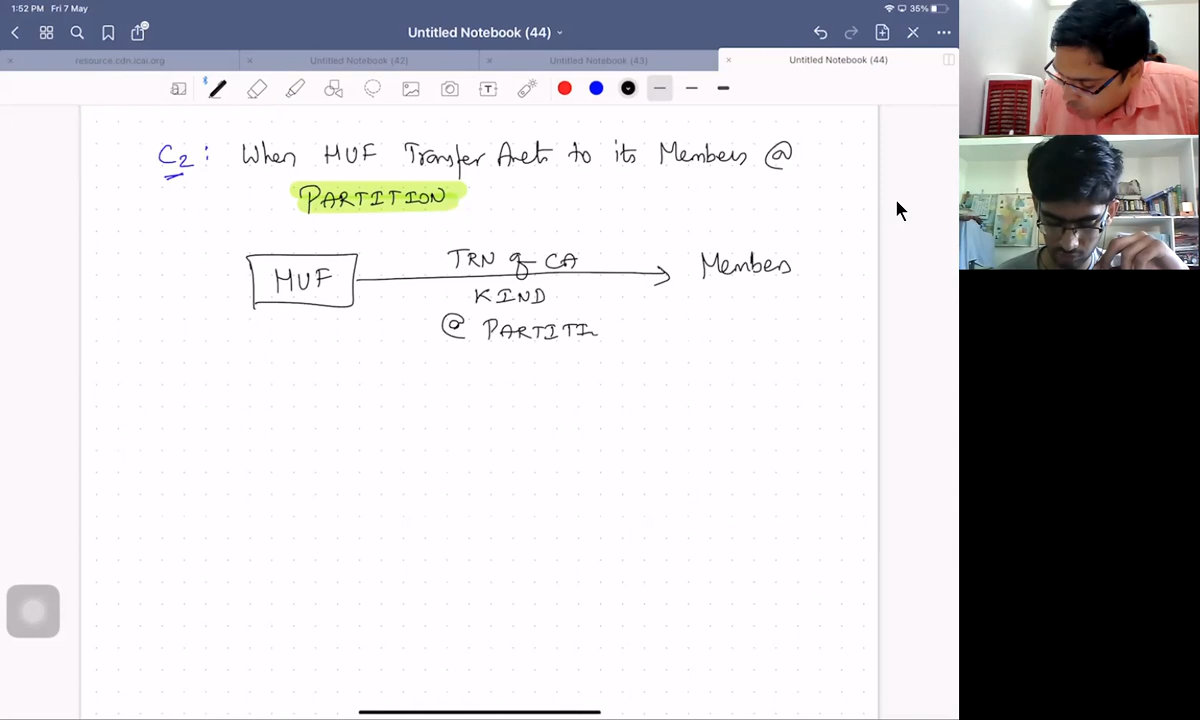 1:52 PM Fri 7 May
35%
Untitled Notebook (44)
resource.cdn.icai.org
Untitled Notebook (42)
Untitled Notebook (43)
Untitled Notebook (44)
C2: When HUF Transfer Asets to its Members @
PARTITION
HUF
TRN of CA
KIND
@ PARTITI
Members